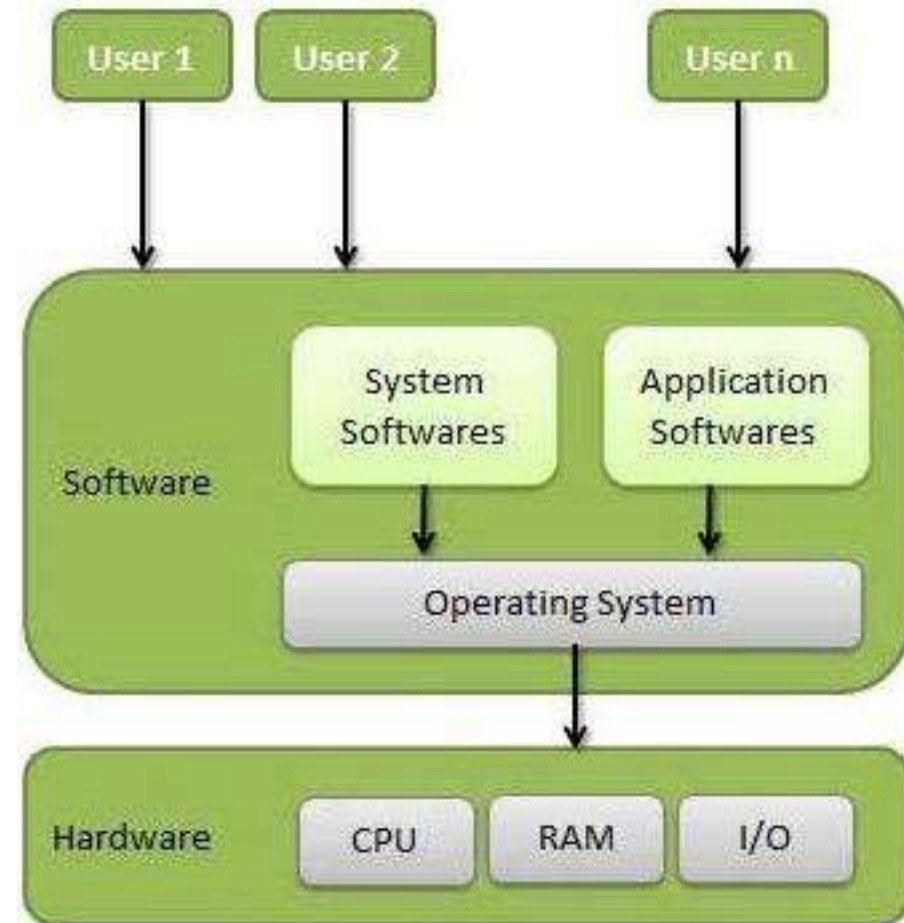 User 1
User 2
User n
System
Softwares
Application
Softwares
Software
Operating System
Hardware
CPU
RAM
I/O